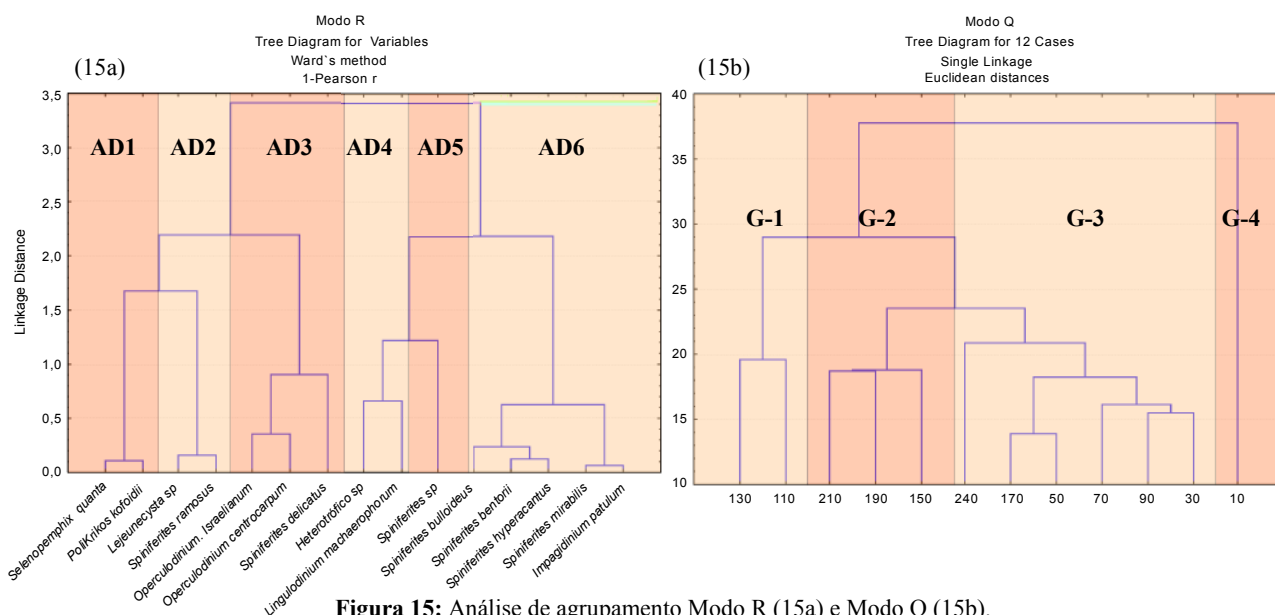 Modo R
Tree Diagram for Variables
Ward`s method
1-Pearson r
(15a)
3,5
3,0
2,5
2,0
1,5
1,0
0,5
0,0
Linkage Distance
AD1 AD2 AD3 AD4 AD5 AD6
Selenopemphix quanta
PoliKrikos kofoidii
Lejeunecysta sp
Spiniferites ramosus
Operculodinium. Israelianum
Operculodinium centrocarpum
Spiniferites delicatus
Heterotrófico sp
Lingulodinium machaerophorum
Spiniferites sp
Spiniferites bulloideus
Spiniferites bentorii
Spiniferites hyperacantus
Spiniferites mirabilis
Impagidinium patulum
Modo Q
Tree Diagram for 12 Cases
Single Linkage
Euclidean distances
(15b)
40
35
30
25
20
15
10
G-1 G-2 G-3 G-4
130 110 210 190 150 240 170 50 70 90 30 10
Figura 15: Análise de agrupamento Modo R (15a) e Modo Q (15b).